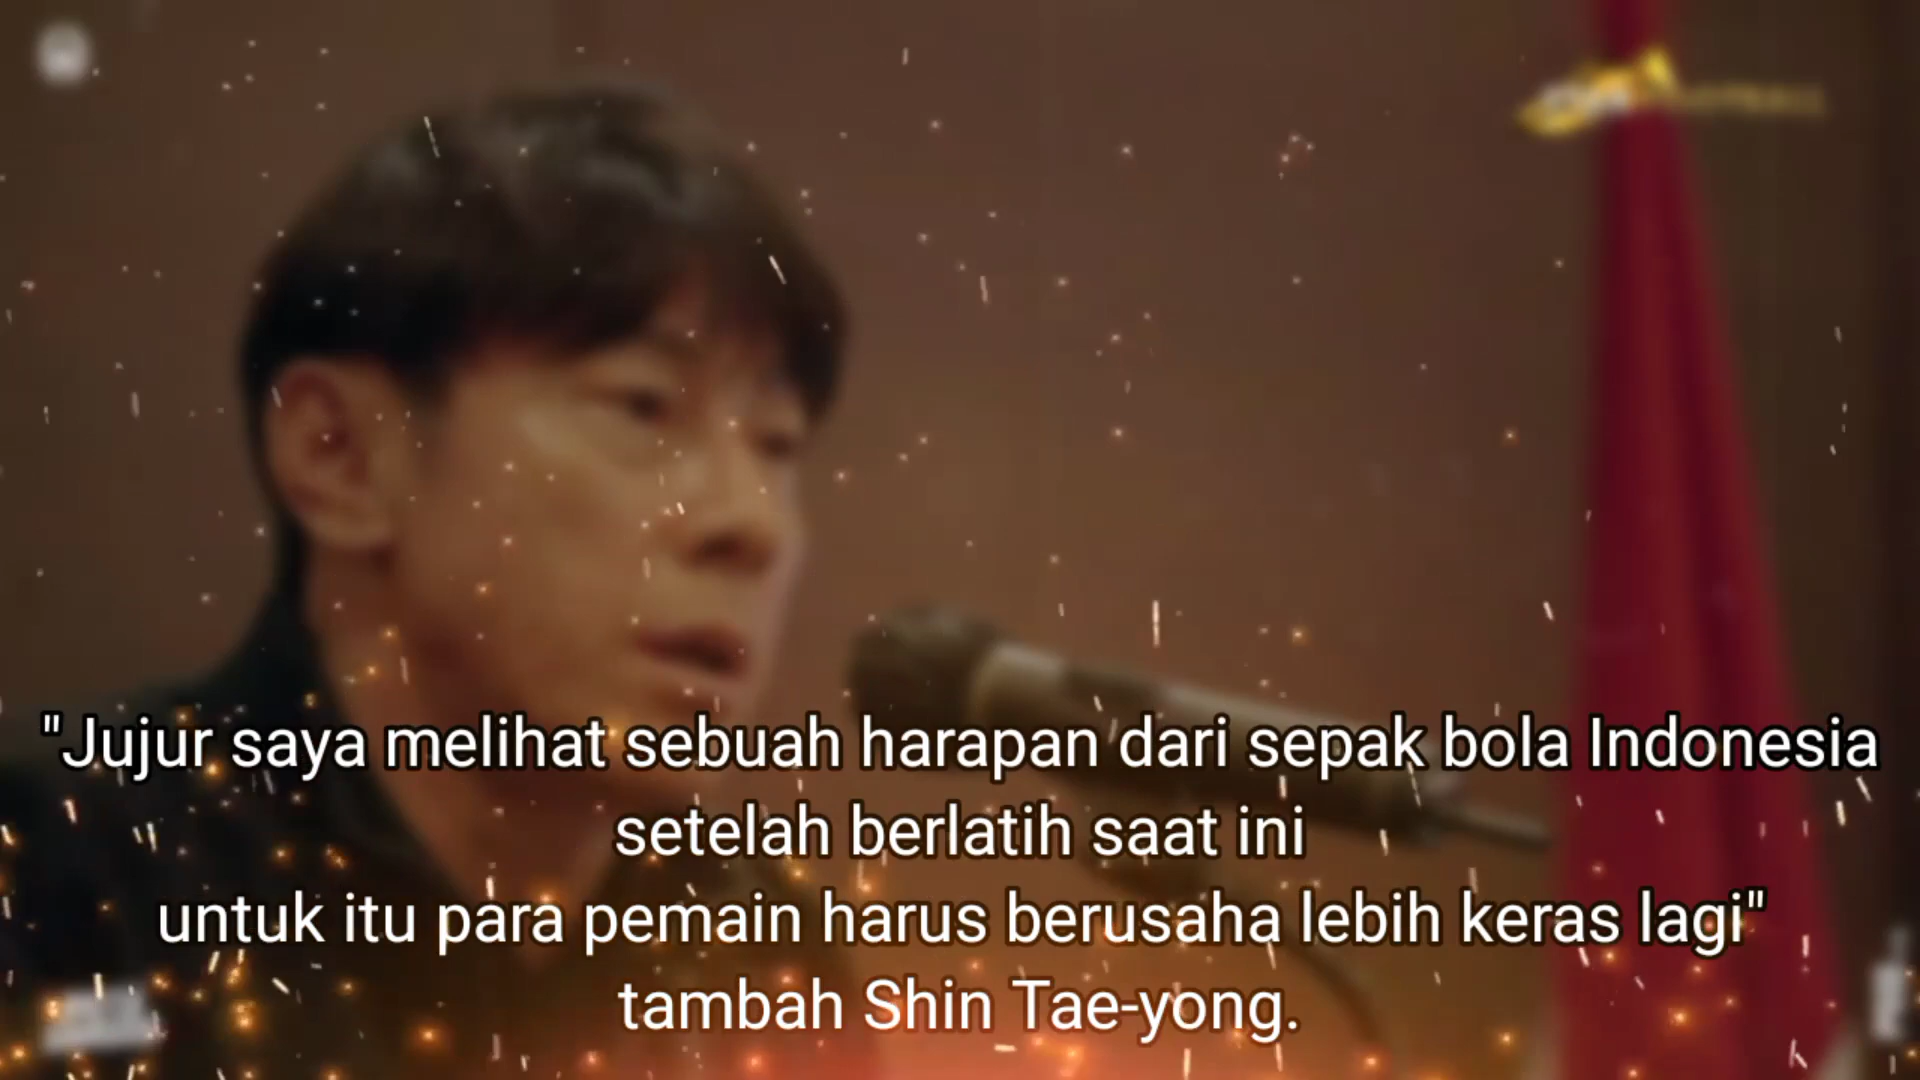 "Jujur saya melihat sebuah harapan dari sepak bola Indonesia
setelah berlatih saat ini
untuk itu para pemain harus berusaha lebih keras lagi"
tambah Shin Tae-yong.